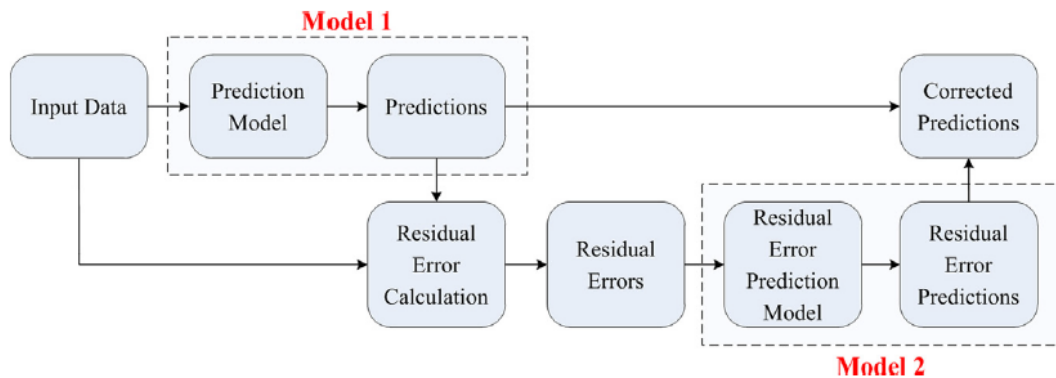 Model 1
Input Data
Prediction
Model
Predictions
Corrected
Predictions
Residual
Error
Calculation
Residual
Errors
Residual
Error
Prediction
Model
Residual
Error
Predictions
Model 2